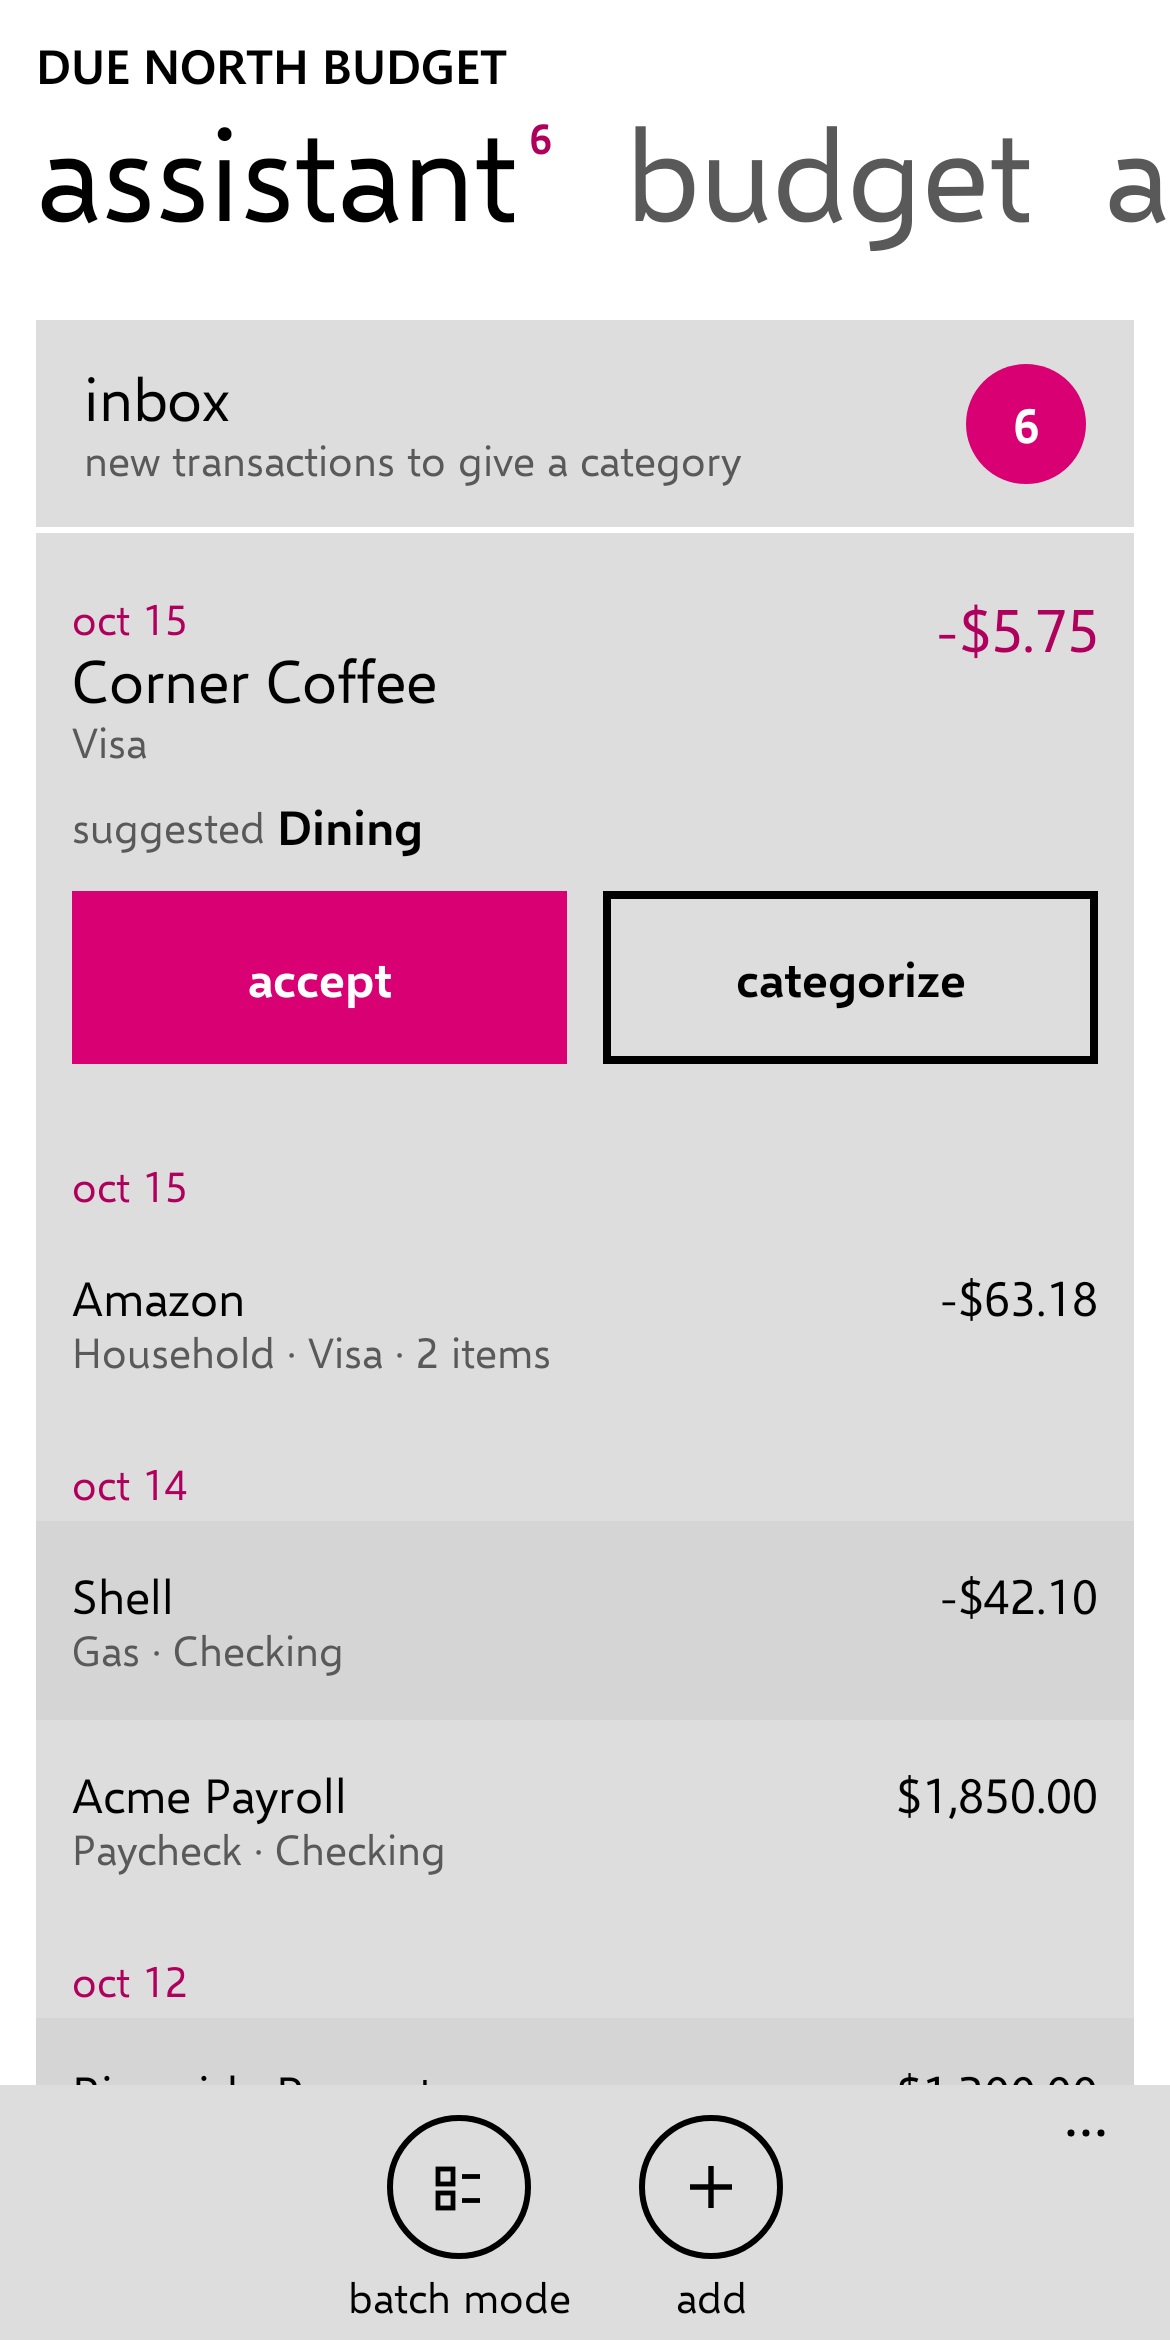 DUE NORTH BUDGET
assistant 6 budget a
inbox
6
new transactions to give a category
oct 15
-$5.75
Corner Coffee
Visa
suggested Dining
accept
categorize
oct 15
Amazon
-$63.18
Household · Visa · 2 items
oct 14
Shell
-$42.10
Gas · Checking
Acme Payroll
$1,850.00
Paycheck · Checking
oct 12
...
batch mode
add